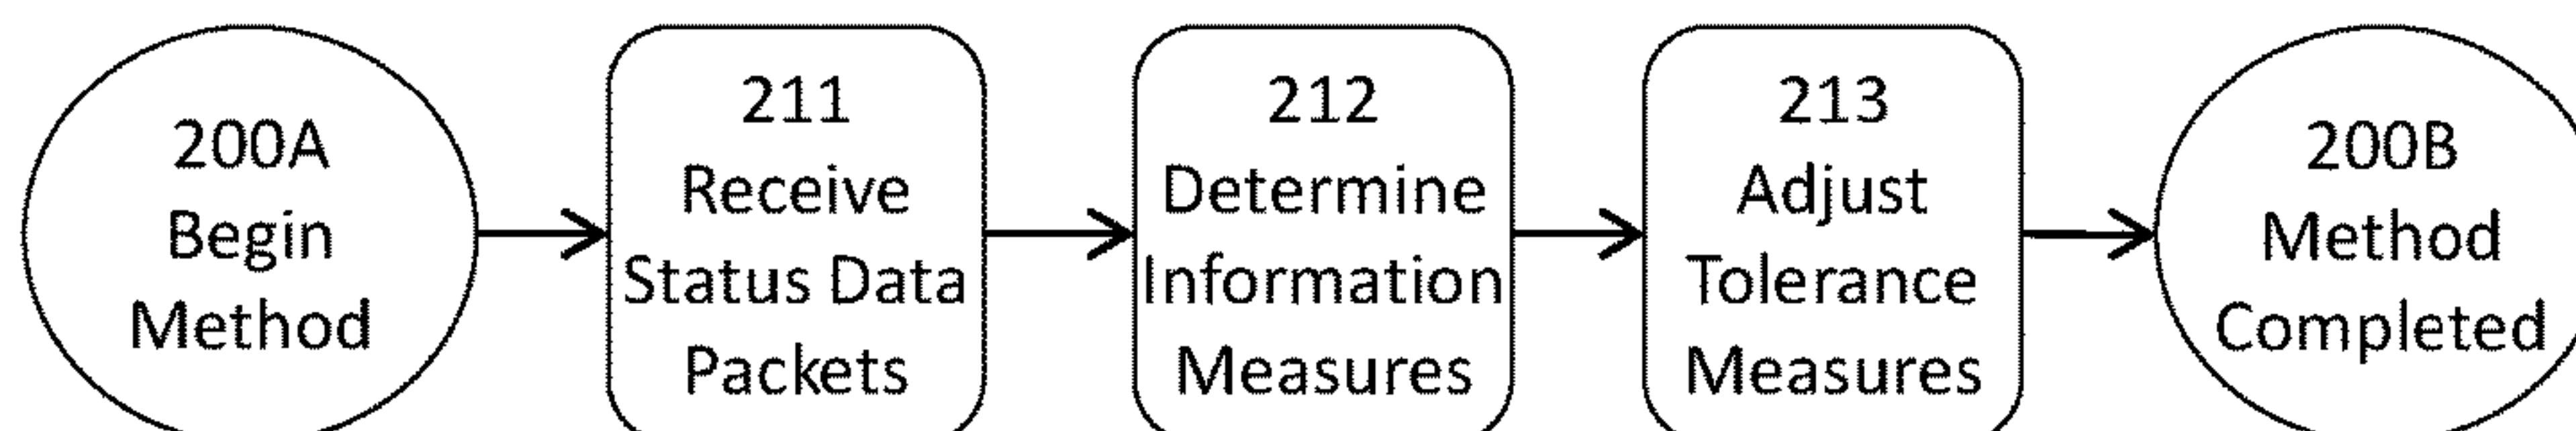 200A
Begin
Method
211
Receive
Status Data
Packets
212
Determine
Information
Measures
213
Adjust
Tolerance
Measures
200B
Method
Completed